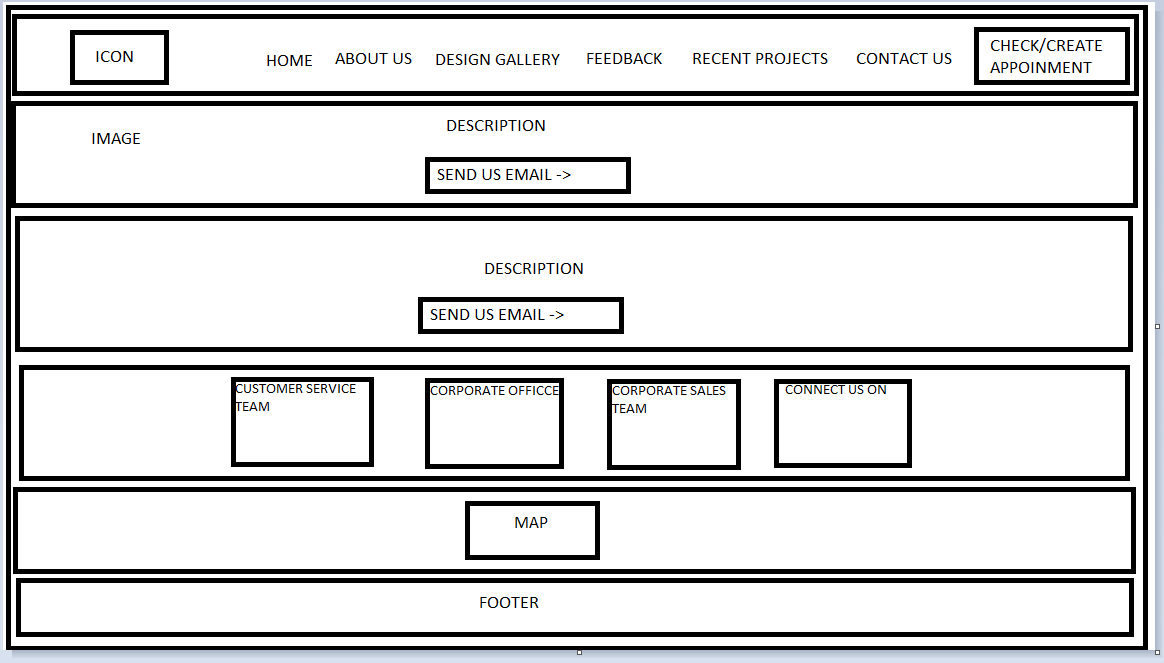 ICON
HOME
ABOUT US
DESIGN GALLERY
FEEDBACK
RECENT PROJECTS
CONTACT US
CHECK/CREATE
APPOINMENT
IMAGE
DESCRIPTION
SEND US EMAIL ->
DESCRIPTION
SEND US EMAIL ->
CUSTOMER SERVICE
TEAM
CORPORATE OFFICCE
CORPORATE SALES
TEAM
CONNECT US ON
MAP
FOOTER